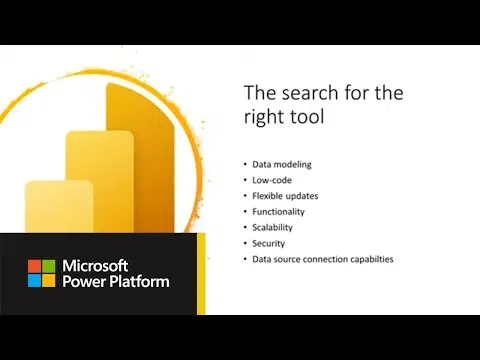 The search for the
right tool
• Data modeling
• Low-code
• Flexible updates
• Functionality
• Scalability
• Security
• Data source connection capabilties
Microsoft
Power Platform